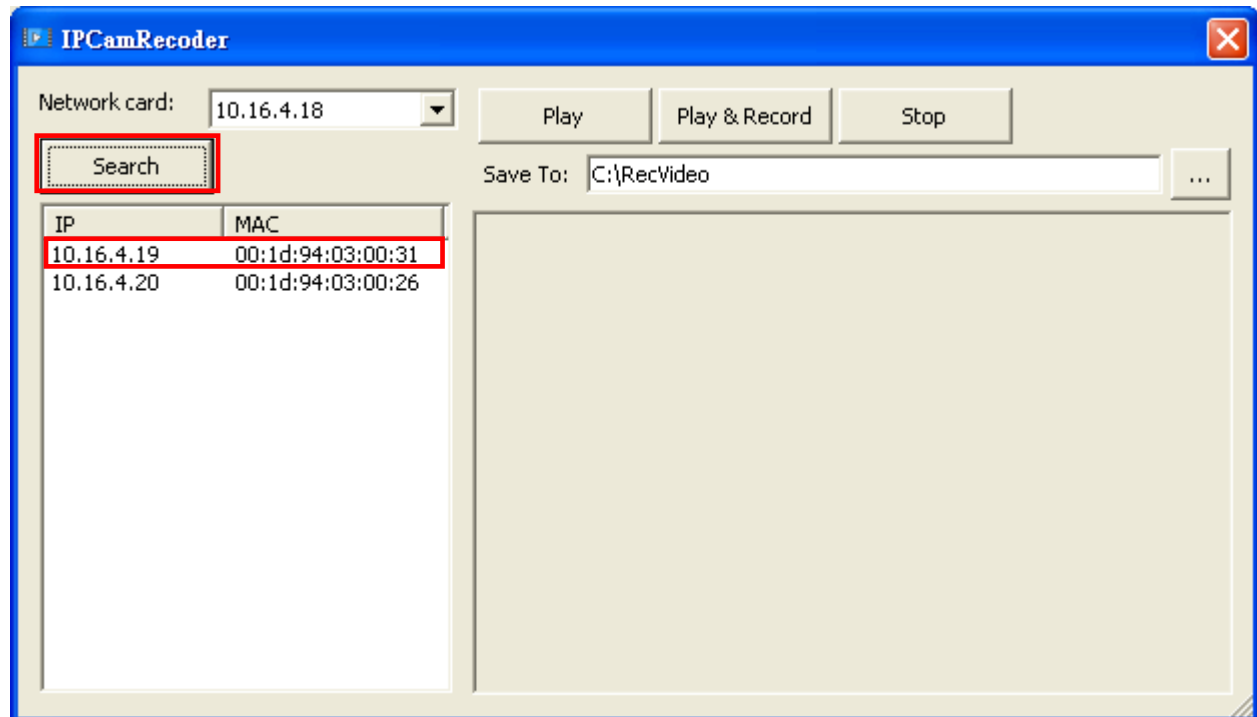 IPCamRecoder
Network card: 10.16.4.18
Play Play & Record Stop
Search
Save To: C:\RecVideo ...
IP MAC
10.16.4.19 00:1d:94:03:00:31
10.16.4.20 00:1d:94:03:00:26